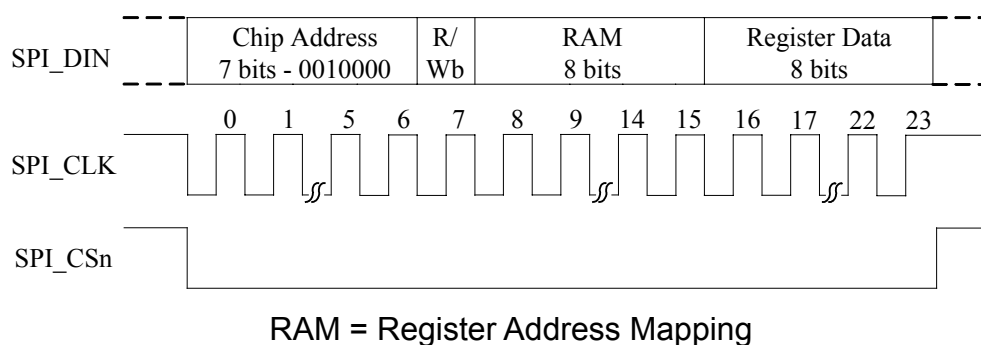 SPI_DIN
Chip Address
7 bits - 0010000
R/
Wb
RAM
8 bits
Register Data
8 bits
SPI_CLK
0 1 5 6 7 8 9 14 15 16 17 22 23
SPI_CSn
RAM = Register Address Mapping